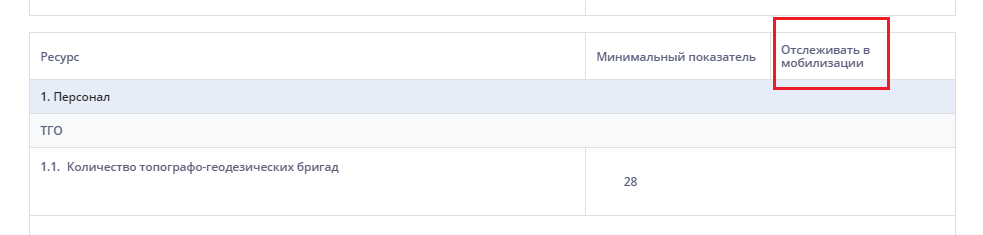 Ресурс
Минимальный показатель
Отслеживать в
мобилизации
1. Персонал
ТГО
1.1. Количество топографо-геодезических бригад
28